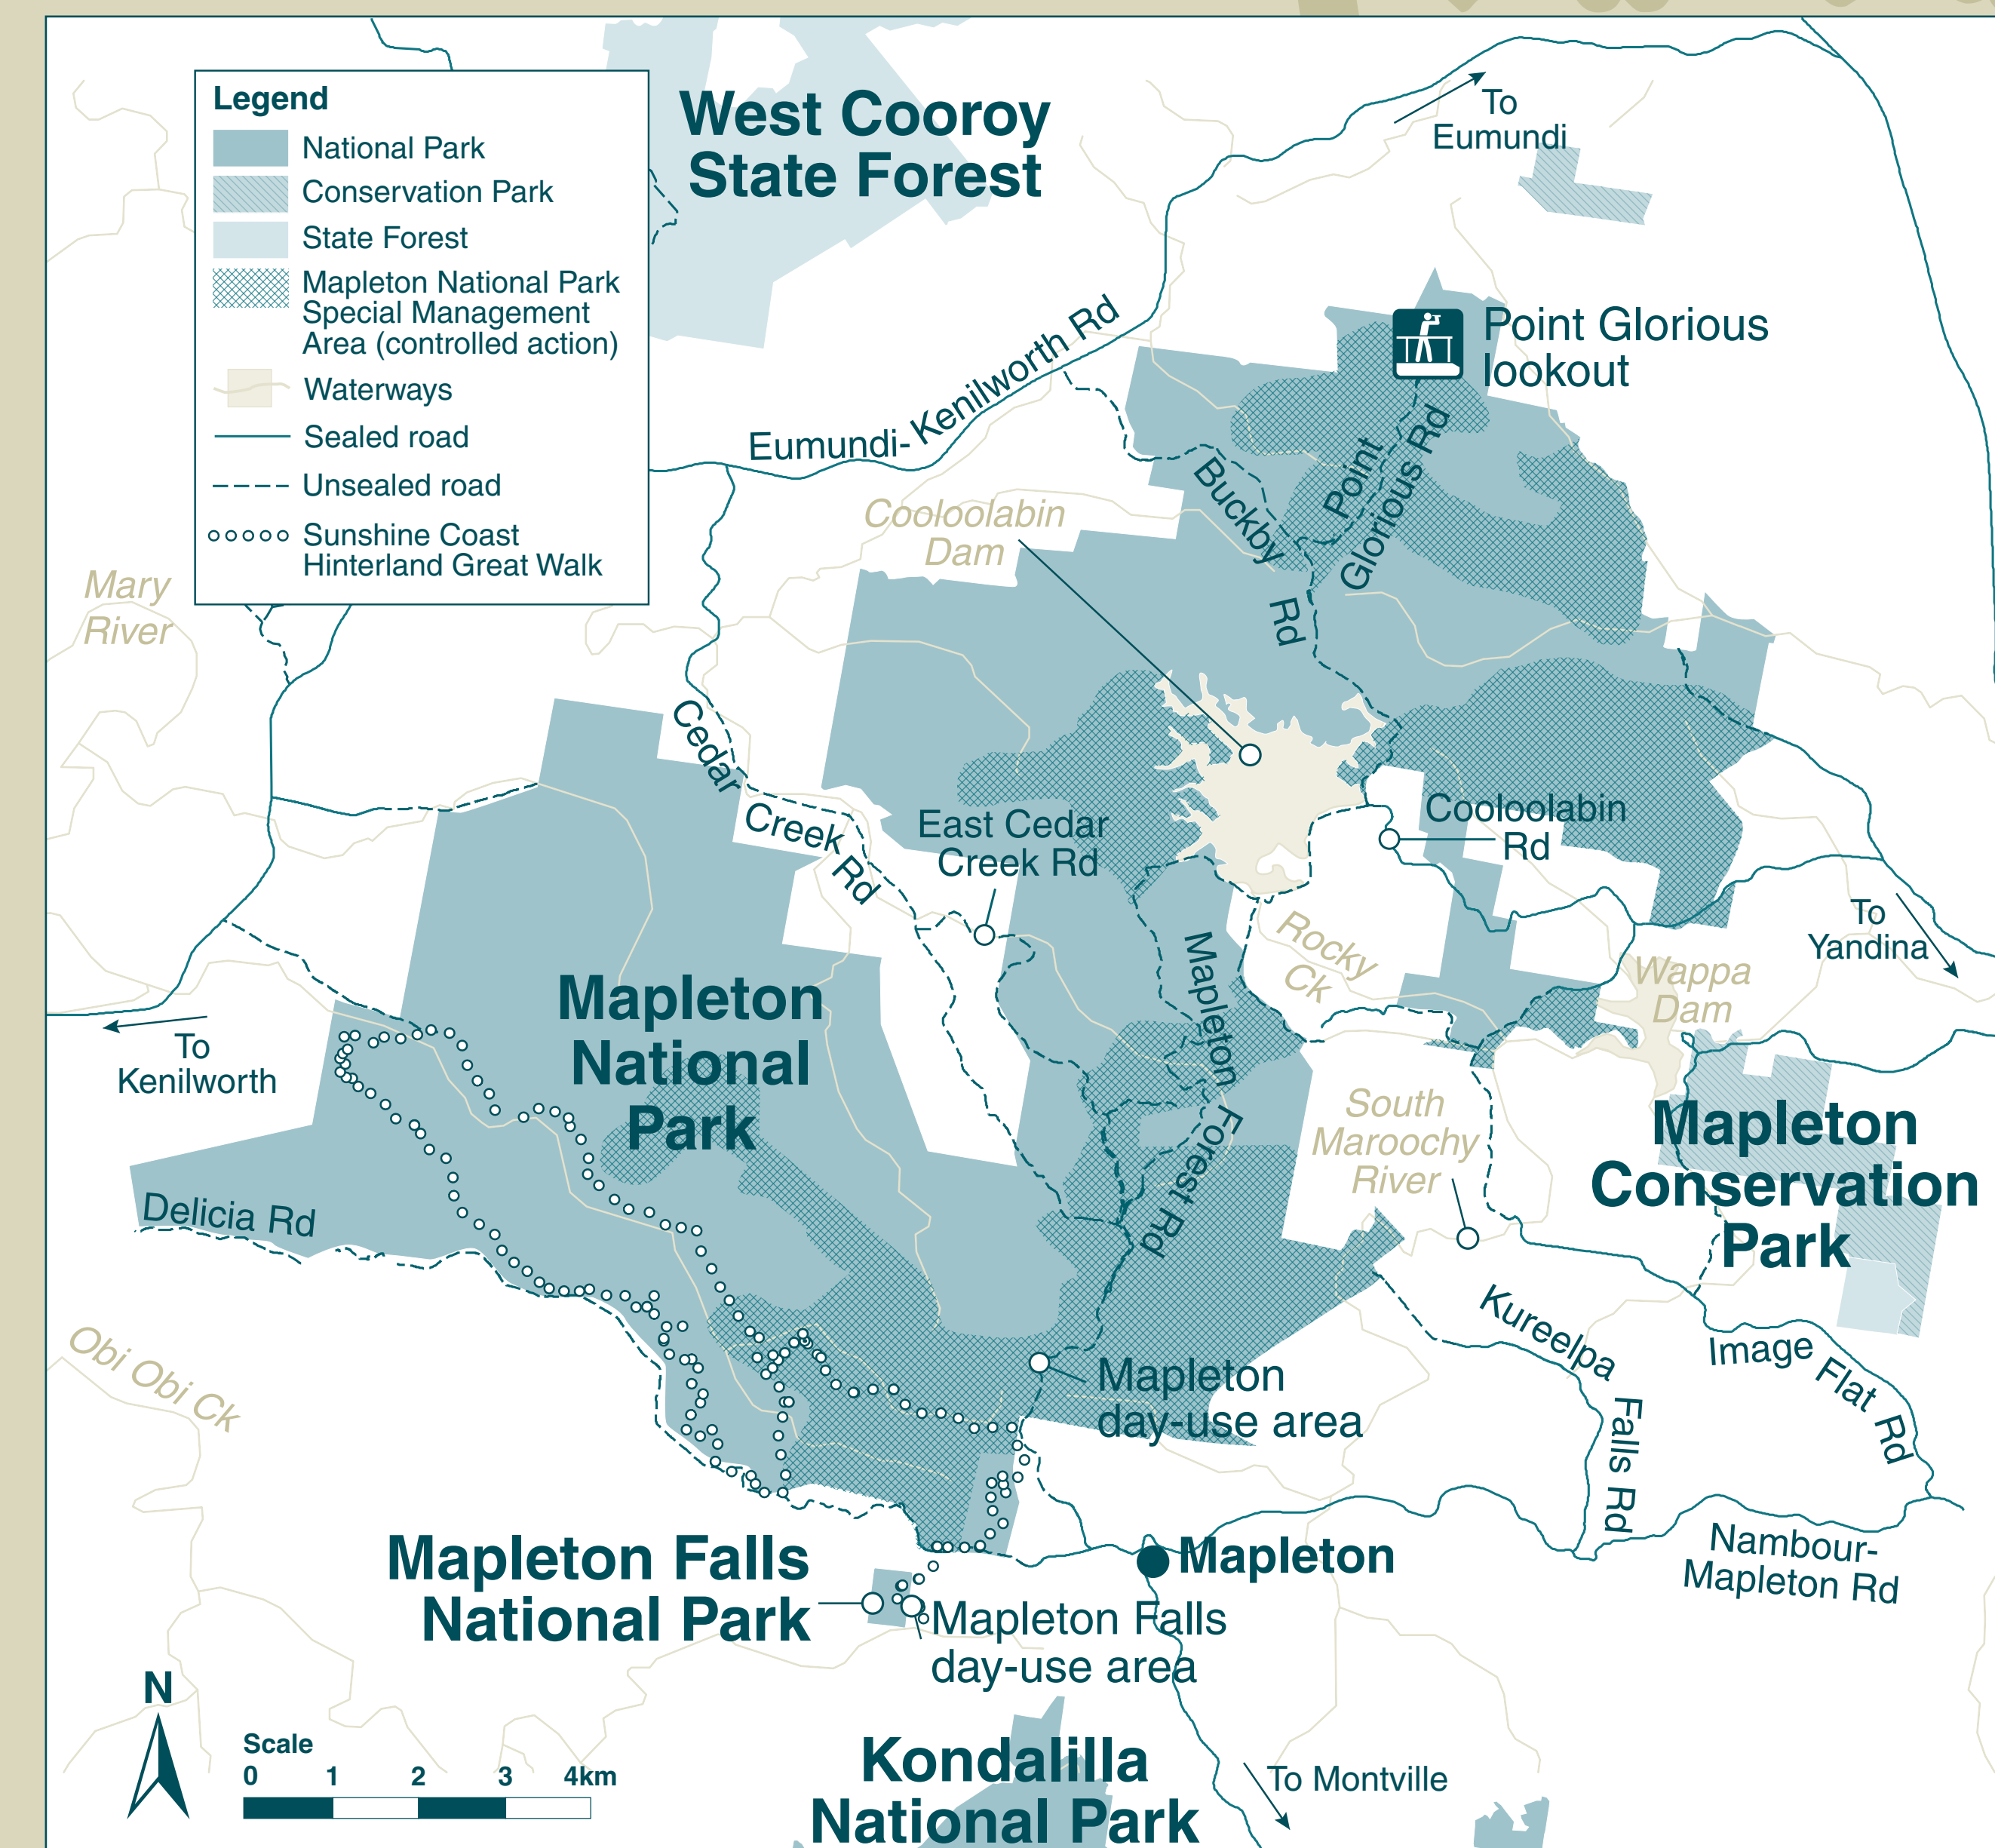 Legend
National Park
Conservation Park
State Forest
Mapleton National Park
Special Management
Area (controlled action)
Waterways
Sealed road
Unsealed road
Sunshine Coast
Hinterland Great Walk
West Cooroy
State Forest
To
Eumundi
Point Glorious
lookout
Eumundi-Kenilworth Rd
Point
Glorious Rd
Buckby
Rd
Cooloolabin
Dam
Mary
River
Cedar Creek Rd
East Cedar
Creek Rd
Cooloolabin
Rd
To
Yandina
Rocky
Ck
Wappa
Dam
Mapleton
National
Park
Mapleton Forest Rd
To
Kenilworth
South
Maroochy
River
Mapleton
Conservation
Park
Delicia Rd
Obi Obi Ck
Kureelpa Falls Rd
Image Flat Rd
Mapleton
day-use area
Mapleton Falls
National Park
Mapleton
Nambour-
Mapleton Rd
Mapleton Falls
day-use area
N
Scale
0 1 2 3 4km
Kondalilla
National Park
To Montville